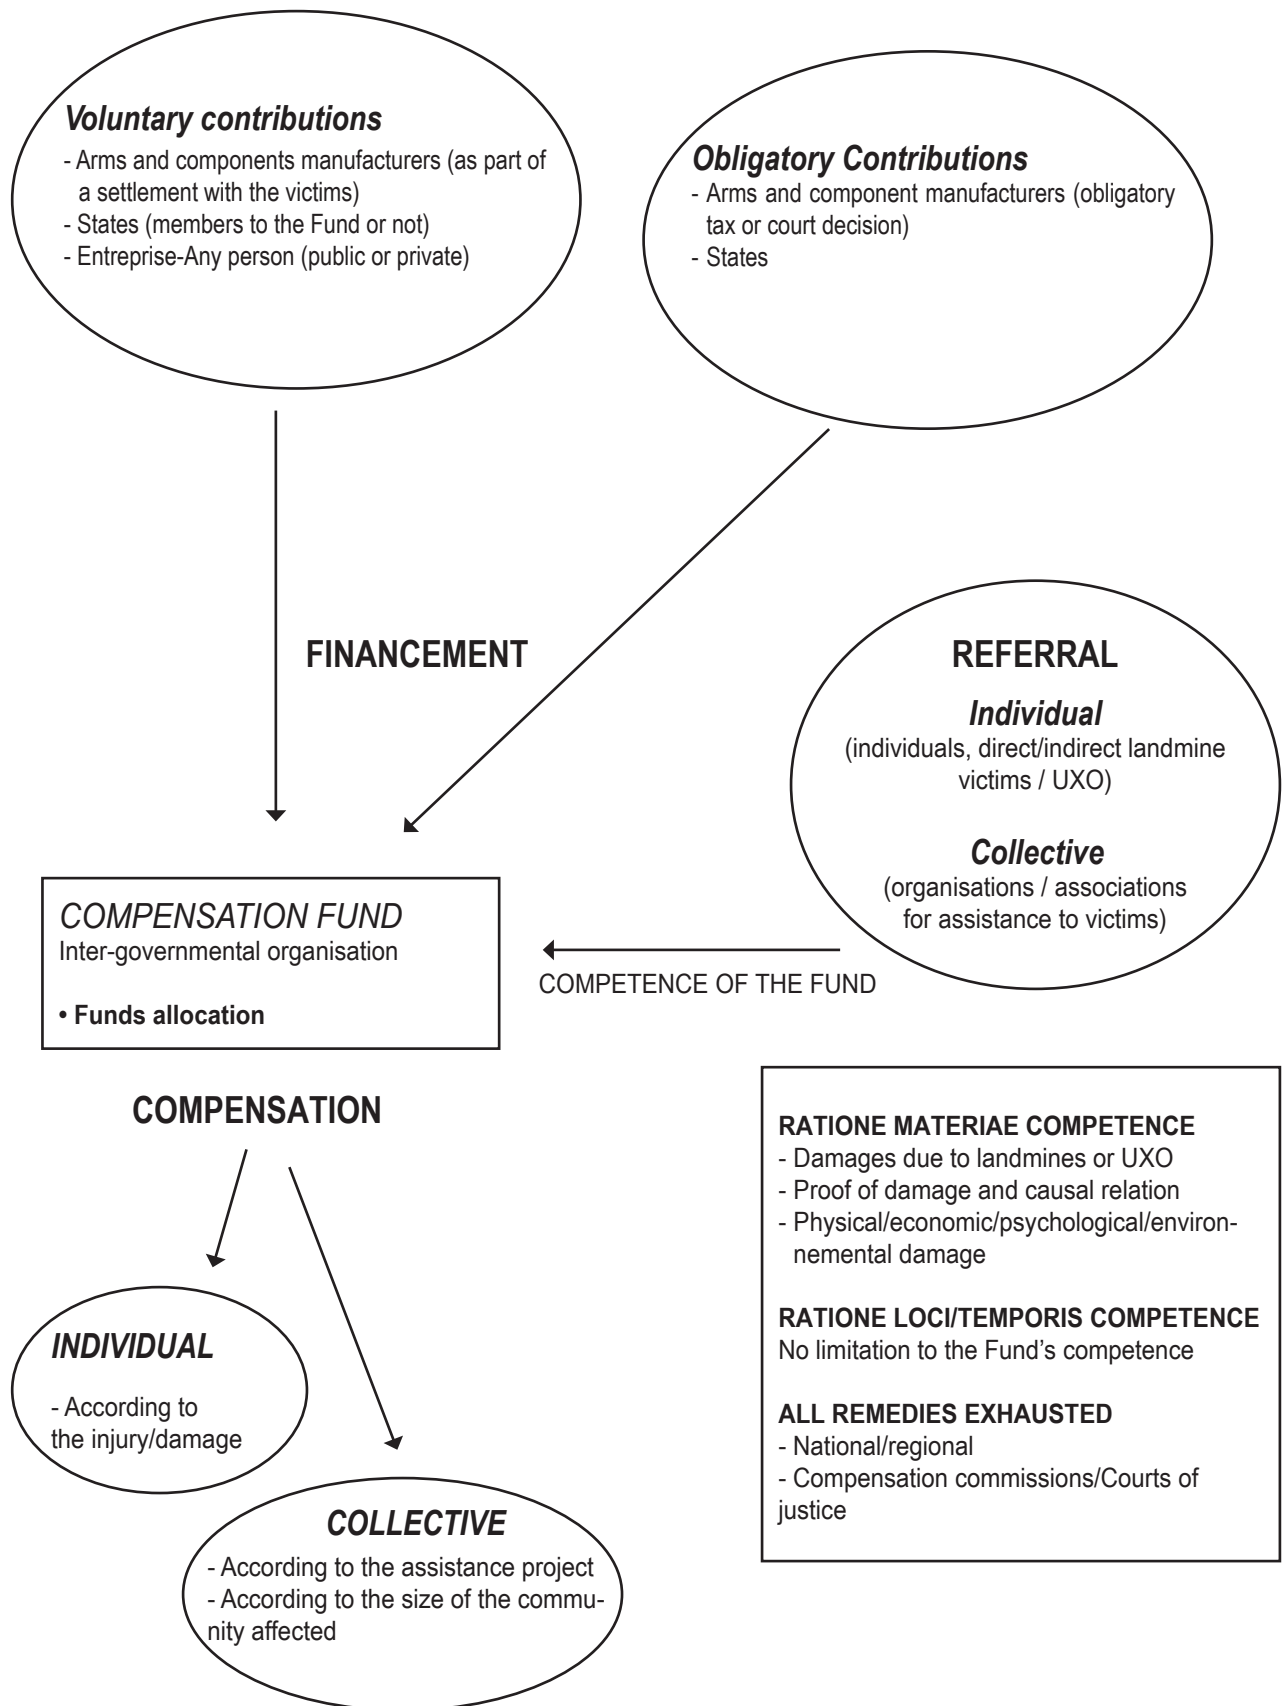 Voluntary contributions
- Arms and components manufacturers (as part of
a settlement with the victims)
- States (members to the Fund or not)
- Entreprise-Any person (public or private)
Obligatory Contributions
- Arms and component manufacturers (obligatory
tax or court decision)
- States
FINANCEMENT
REFERRAL
Individual
(individuals, direct/indirect landmine
victims / UXO)
Collective
(organisations / associations
for assistance to victims)
COMPENSATION FUND
Inter-governmental organisation
• Funds allocation
COMPETENCE OF THE FUND
COMPENSATION
RATIONE MATERIAE COMPETENCE
- Damages due to landmines or UXO
- Proof of damage and causal relation
- Physical/economic/psychological/environ-
nemental damage
RATIONE LOCI/TEMPORIS COMPETENCE
No limitation to the Fund's competence
ALL REMEDIES EXHAUSTED
- National/regional
- Compensation commissions/Courts of
justice
INDIVIDUAL
- According to
the injury/damage
COLLECTIVE
- According to the assistance project
- According to the size of the commu-
nity affected